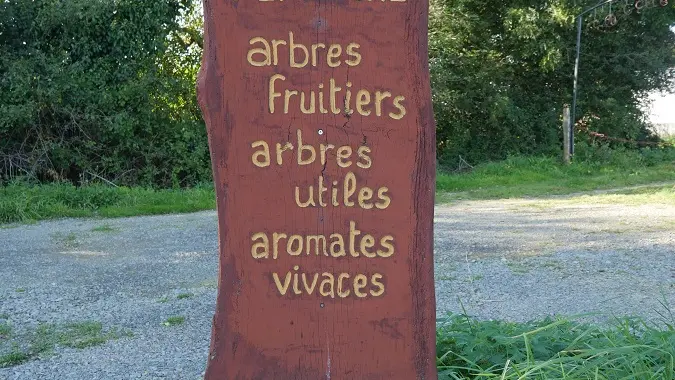 arbres
fruitiers
arbres
utiles
aromates
vivaces